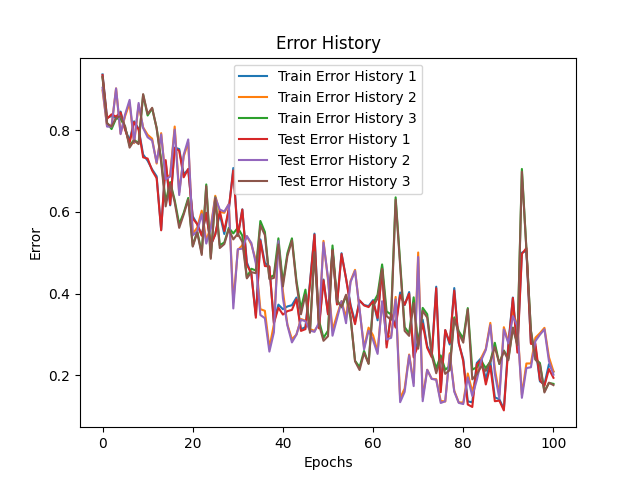 Error History
Train Error History 1
Train Error History 2
Train Error History 3
Test Error History 1
Test Error History 2
Test Error History 3
Error
0.8
0.6
0.4
0.2
0
20
40
60
80
100
Epochs